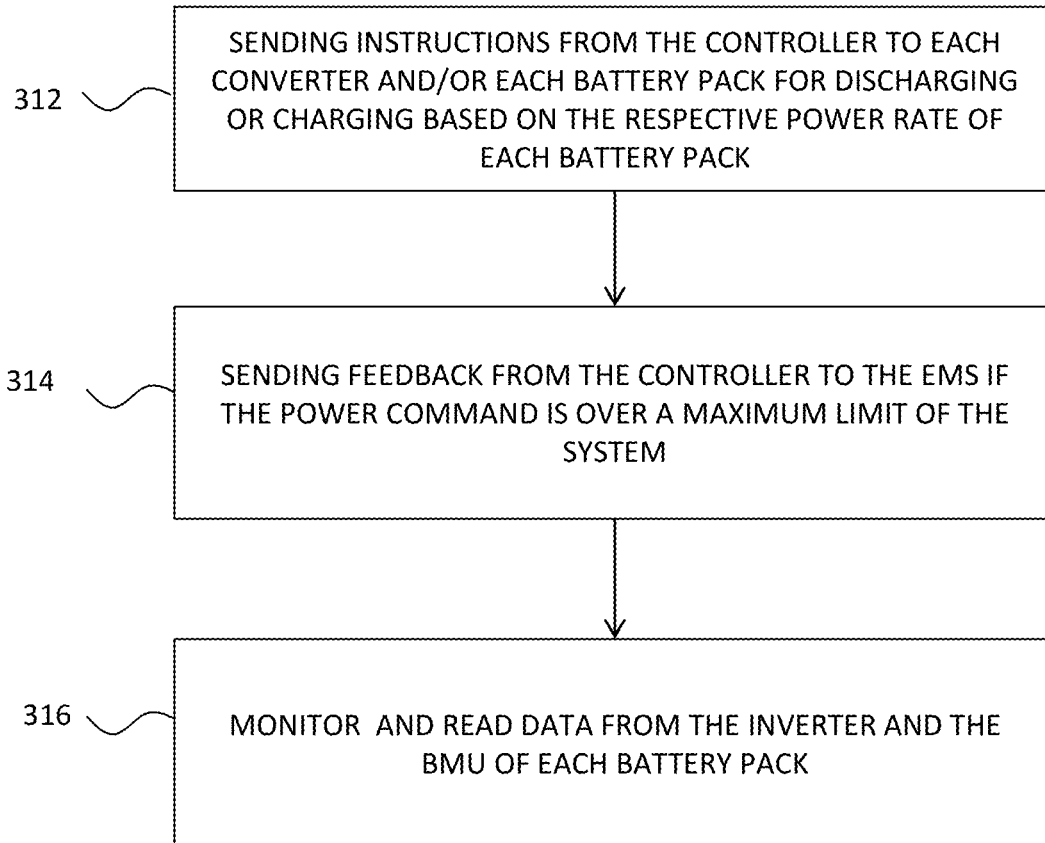 312
SENDING INSTRUCTIONS FROM THE CONTROLLER TO EACH
CONVERTER AND/OR EACH BATTERY PACK FOR DISCHARGING
OR CHARGING BASED ON THE RESPECTIVE POWER RATE OF
EACH BATTERY PACK
314
SENDING FEEDBACK FROM THE CONTROLLER TO THE EMS IF
THE POWER COMMAND IS OVER A MAXIMUM LIMIT OF THE
SYSTEM
316
MONITOR AND READ DATA FROM THE INVERTER AND THE
BMU OF EACH BATTERY PACK